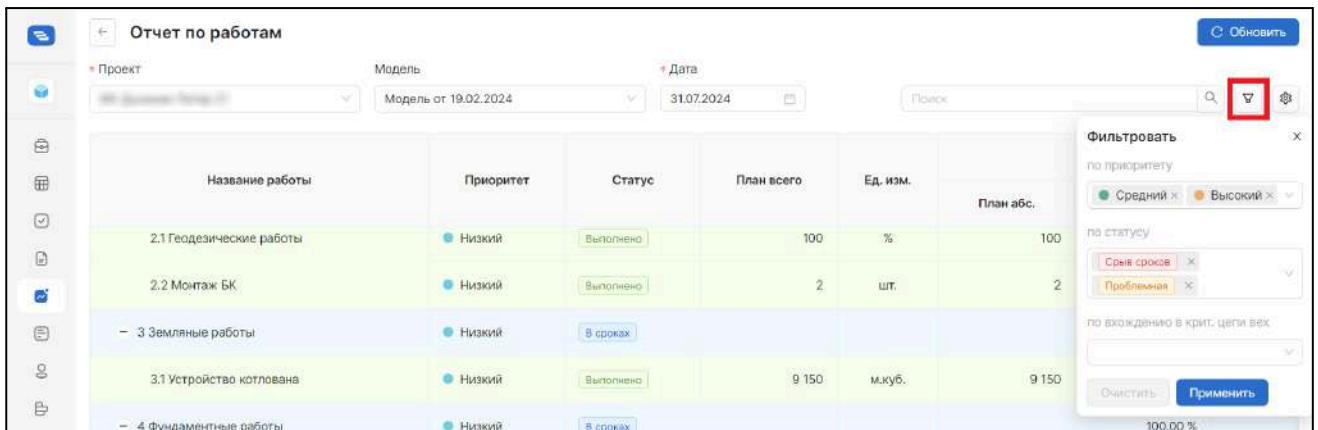 Отчет по работам
Обновить
* Проект
Модель
* Дата
Модель от 19.02.2024
31.07.2024
Поиск
Фильтровать
по приоритету
Средний × Высокий ×
по статусу
Срыв сроков ×
Проблемная ×
по вхождению в крит. цепи вех
Очистить Применить
Название работы Приоритет Статус План всего Ед. изм.
План абс.
2.1 Геодезические работы Низкий Выполнено 100 % 100
2.2 Монтаж БК Низкий Выполнено 2 шт. 2
− 3 Земляные работы Низкий В сроках
3.1 Устройство котлована Низкий Выполнено 9 150 м.куб. 9 150
− 4 Фундаментные работы Низкий В сроках 100.00 %